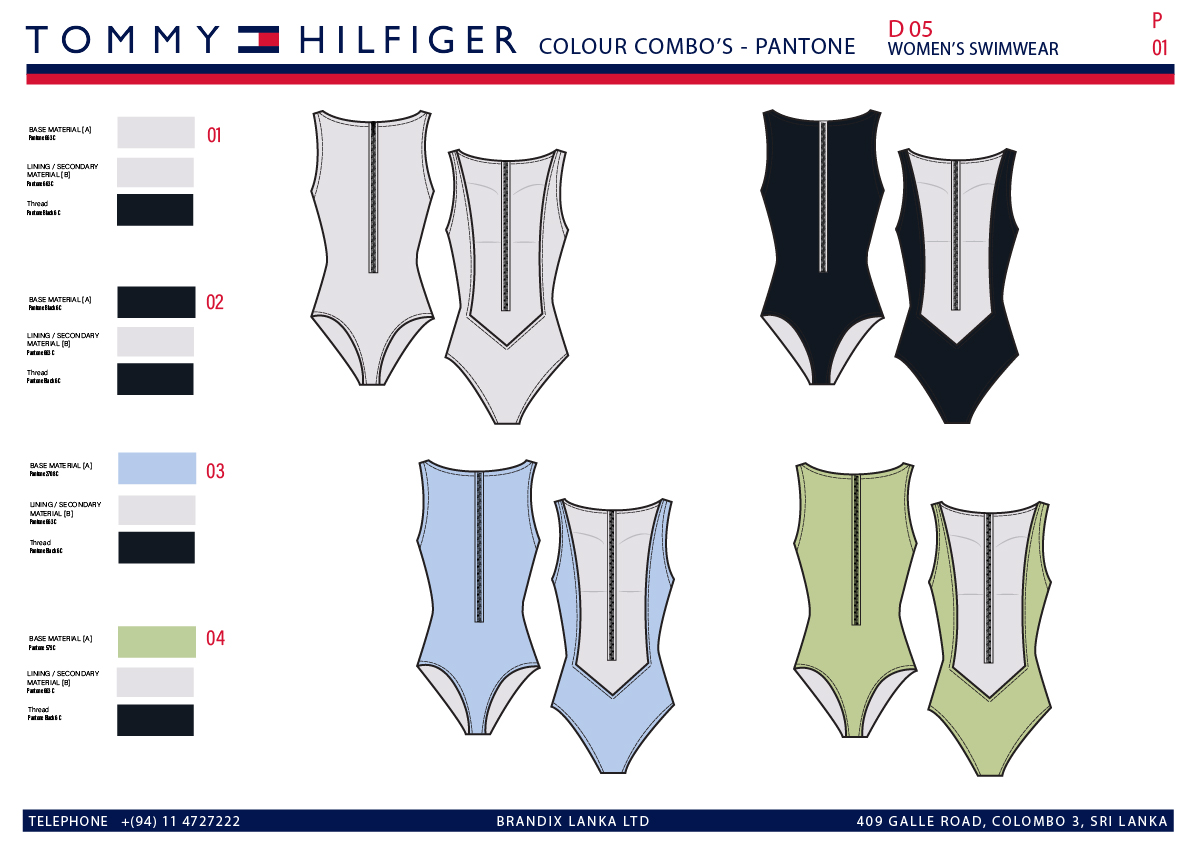 TOMMY HILFIGER COLOUR COMBO'S - PANTONE
D 05
WOMEN'S SWIMWEAR
P
01
BASE MATERIAL [A]
Pantone 663 C
01
LINING / SECONDARY
MATERIAL [B]
Pantone 663 C
Thread
Pantone Black 6 C
BASE MATERIAL [A]
Pantone Black 6 C
02
LINING / SECONDARY
MATERIAL [B]
Pantone 663 C
Thread
Pantone Black 6 C
BASE MATERIAL [A]
Pantone 2708 C
03
LINING / SECONDARY
MATERIAL [B]
Pantone 663 C
Thread
Pantone Black 6 C
BASE MATERIAL [A]
Pantone 579 C
04
LINING / SECONDARY
MATERIAL [B]
Pantone 663 C
Thread
Pantone Black 6 C
TELEPHONE +(94) 11 4727222
BRANDIX LANKA LTD
409 GALLE ROAD, COLOMBO 3, SRI LANKA